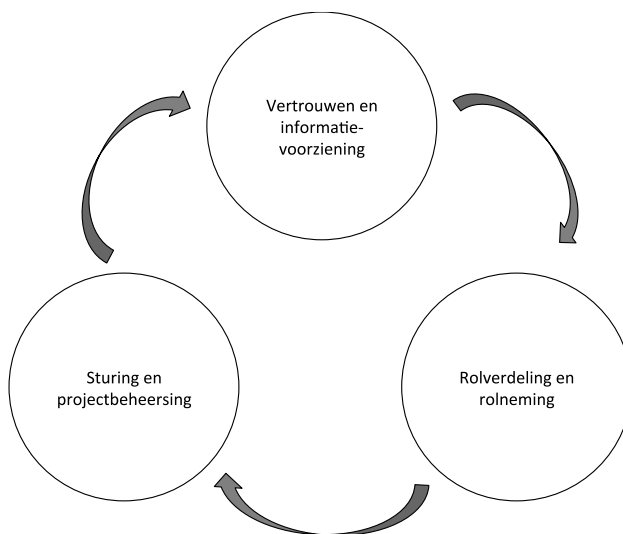 Vertrouwen en
informatie-
voorziening
Sturing en
projectbeheersing
Rolverdeling en
rolneming